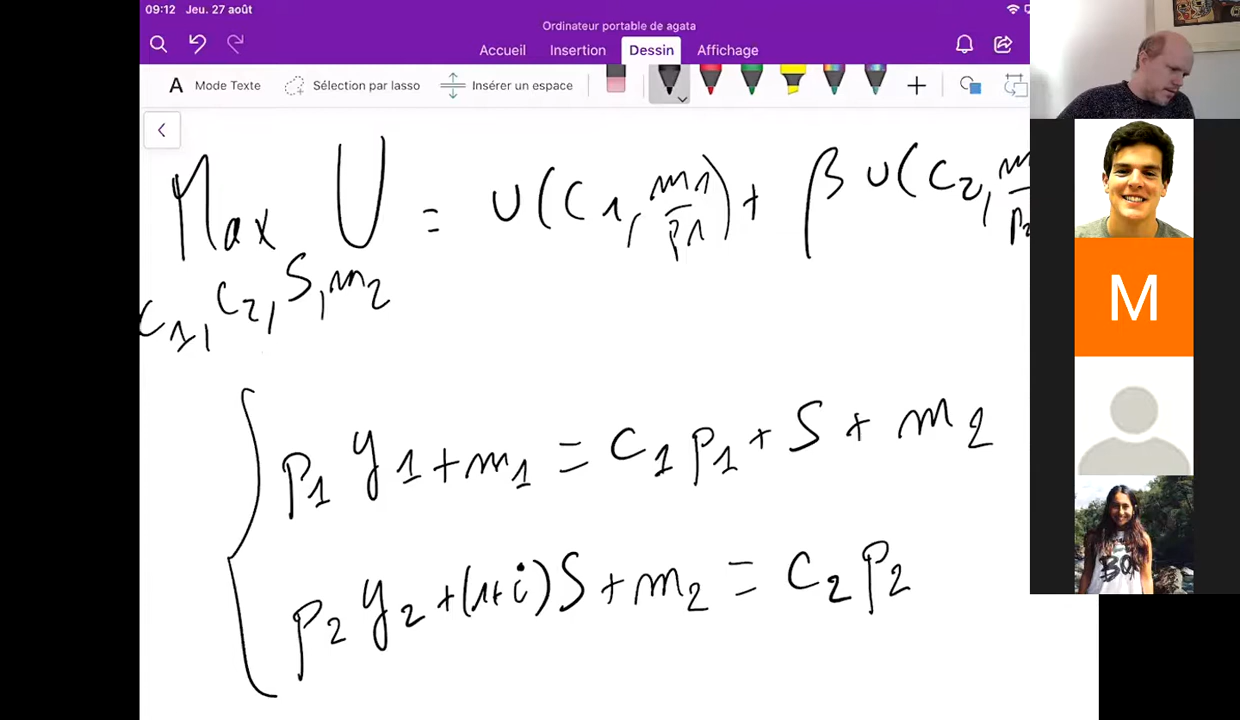 09:12 Jeu. 27 août
Ordinateur portable de agata
Accueil Insertion Dessin Affichage
A Mode Texte Sélection par lasso Insérer un espace
Max U = U(C1, m1/p1) + β U(C2, m/p
C1, C2, S, m2
p1 y1 + m1 = C1 p1 + S + m2
p2 y2 + (1+i) S + m2 = C2 p2
M
BO